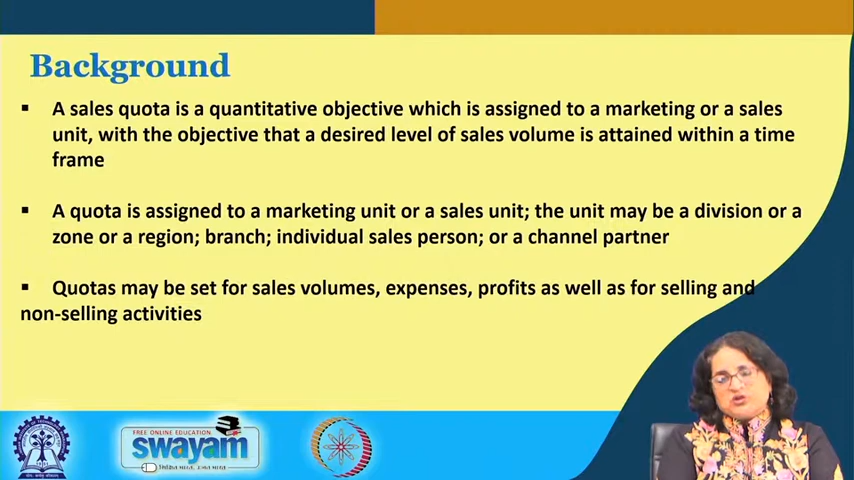 Background
▪ A sales quota is a quantitative objective which is assigned to a marketing or a sales
unit, with the objective that a desired level of sales volume is attained within a time
frame
▪ A quota is assigned to a marketing unit or a sales unit; the unit may be a division or a
zone or a region; branch; individual sales person; or a channel partner
▪ Quotas may be set for sales volumes, expenses, profits as well as for selling and
non-selling activities
FREE ONLINE EDUCATION
swayam